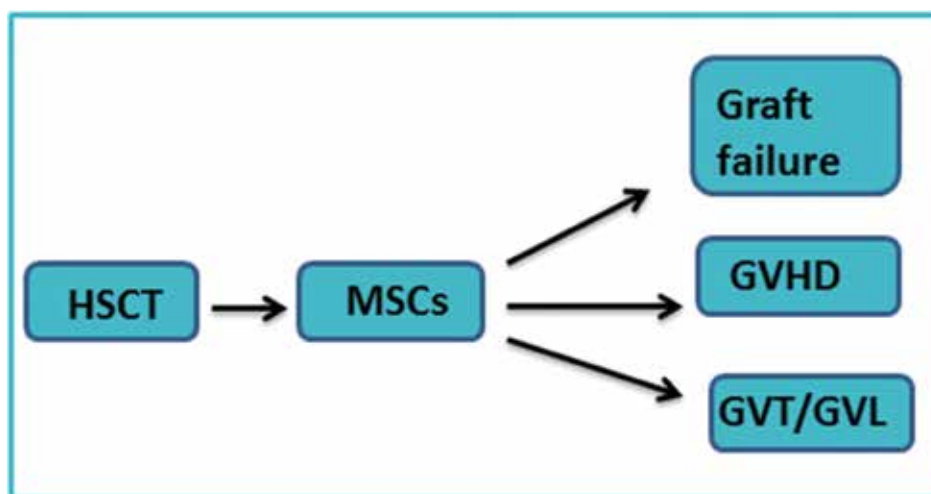 HSCT
MSCs
Graft
failure
GVHD
GVT/GVL